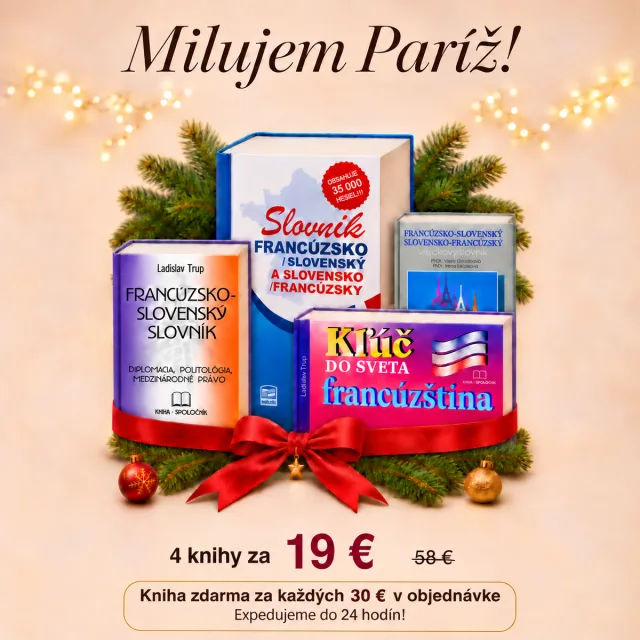 Milujem Paríž!
OBSAHUJE
35 000
HESIEL!!!
Slovník
FRANCÚZSKO
/SLOVENSKÝ
A SLOVENSKO
/FRANCÚZSKY
FRANCÚZSKO-SLOVENSKÝ
SLOVENSKO-FRANCÚZSKY
Ladislav Trup
FRANCÚZSKO-
SLOVENSKÝ
SLOVNÍK
DIPLOMACIA, POLITOLÓGIA,
MEDZINÁRODNÉ PRÁVO
KNIHA - SPOLOČNÍK
Ladislav Trup
Kľúč
DO SVETA
francúzština
KNIHA - SPOLOČNÍK
4 knihy za 19 € 58 €
Kniha zdarma za každých 30 € v objednávke
Expedujeme do 24 hodín!